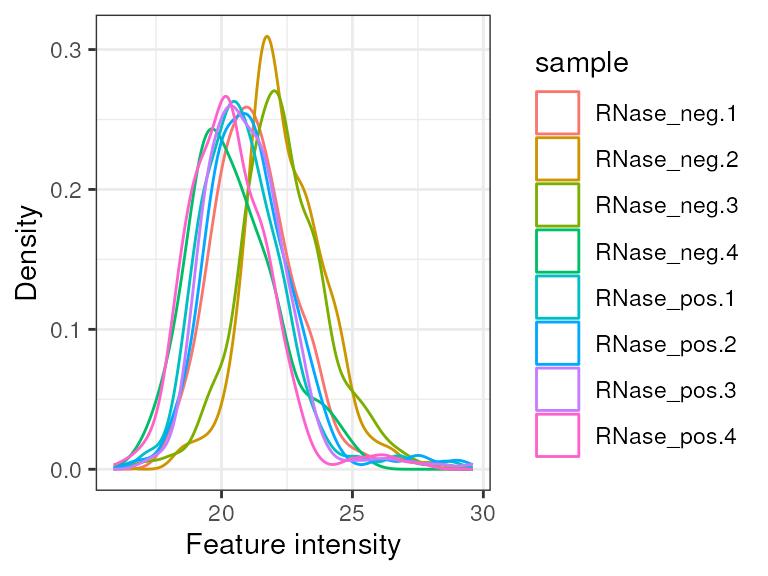 0.3
0.2
0.1
0.0
Density
20 25 30
Feature intensity
sample
RNase_neg.1
RNase_neg.2
RNase_neg.3
RNase_neg.4
RNase_pos.1
RNase_pos.2
RNase_pos.3
RNase_pos.4